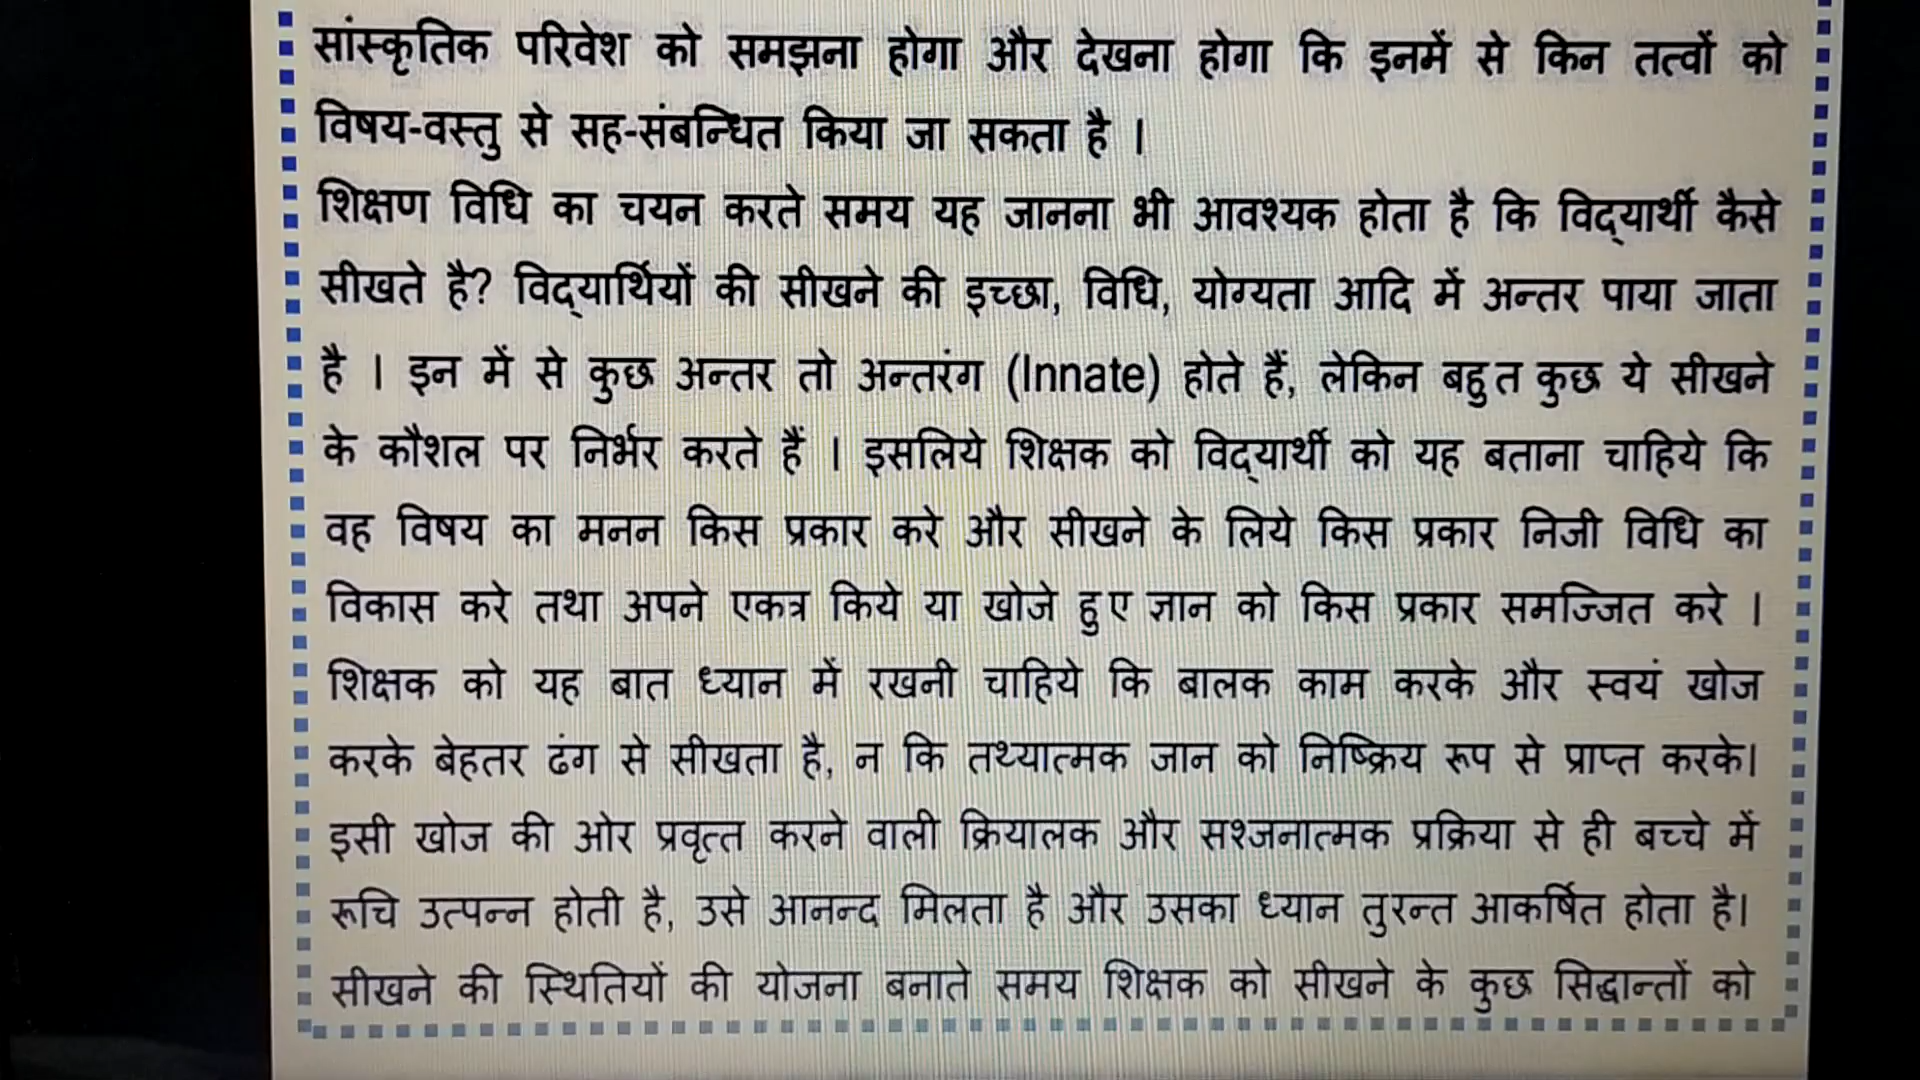 सांस्कृतिक परिवेश को समझना होगा और देखना होगा कि इनमें से किन तत्वों को
विषय-वस्तु से सह-संबन्धित किया जा सकता है ।
शिक्षण विधि का चयन करते समय यह जानना भी आवश्यक होता है कि विद्यार्थी कैसे
सीखते है? विद्यार्थियों की सीखने की इच्छा, विधि, योग्यता आदि में अन्तर पाया जाता
है । इन में से कुछ अन्तर तो अन्तरंग (Innate) होते हैं, लेकिन बहुत कुछ ये सीखने
के कौशल पर निर्भर करते हैं । इसलिये शिक्षक को विद्यार्थी को यह बताना चाहिये कि
वह विषय का मनन किस प्रकार करे और सीखने के लिये किस प्रकार निजी विधि का
विकास करे तथा अपने एकत्र किये या खोजे हुए ज्ञान को किस प्रकार समज्जित करे ।
शिक्षक को यह बात ध्यान में रखनी चाहिये कि बालक काम करके और स्वयं खोज
करके बेहतर ढंग से सीखता है, न कि तथ्यात्मक जान को निष्क्रिय रूप से प्राप्त करके।
इसी खोज की ओर प्रवृत्त करने वाली क्रियालक और सश्जनात्मक प्रक्रिया से ही बच्चे में
रूचि उत्पन्न होती है, उसे आनन्द मिलता है और उसका ध्यान तुरन्त आकर्षित होता है।
सीखने की स्थितियों की योजना बनाते समय शिक्षक को सीखने के कुछ सिद्धान्तों को